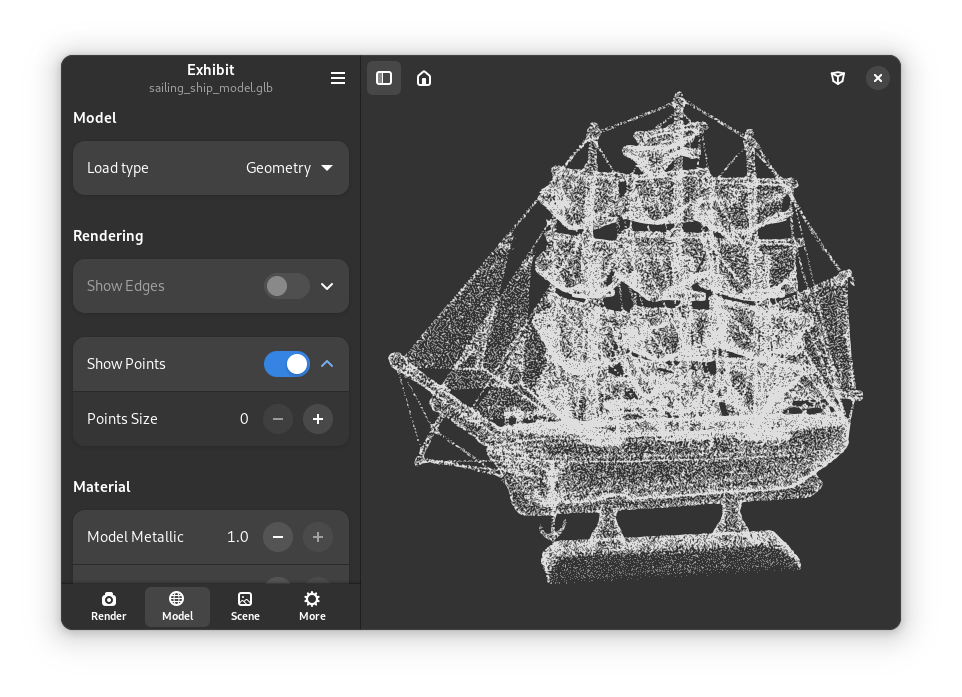 Exhibit
sailing_ship_model.glb
Model
Load type Geometry
Rendering
Show Edges
Show Points
Points Size 0
Material
Model Metallic 1.0
Render Model Scene More